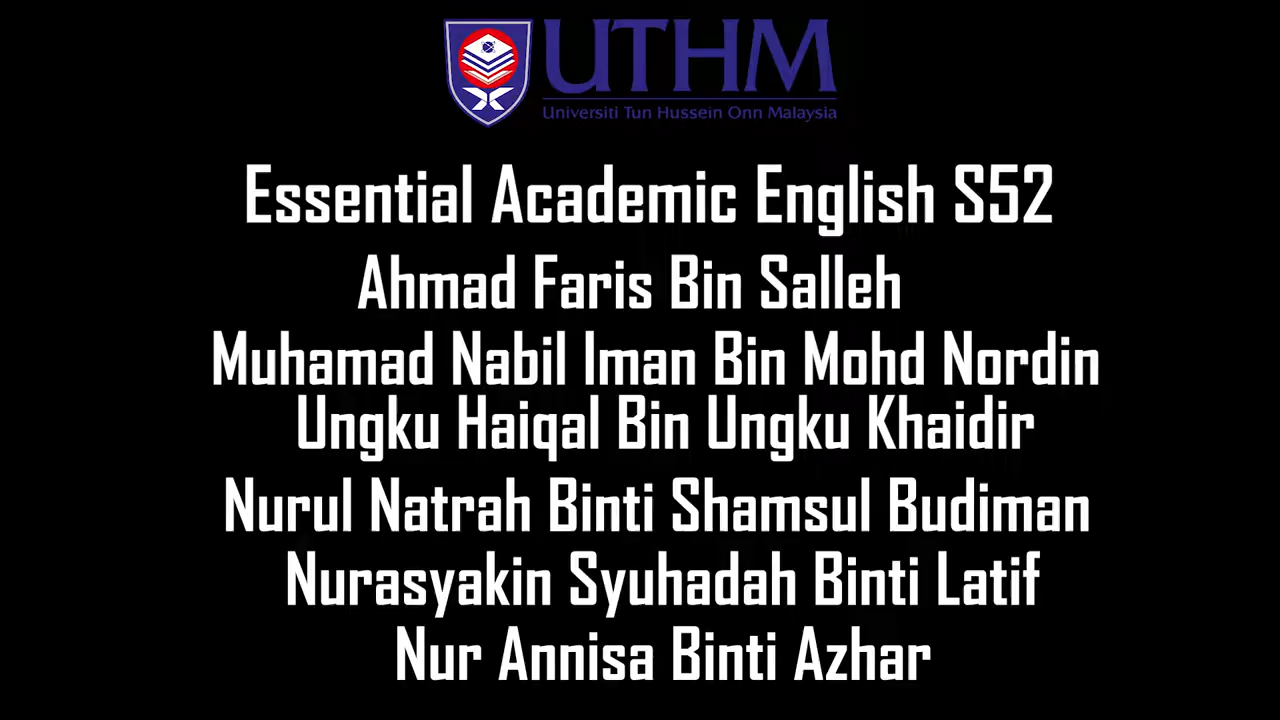 UTHM
Universiti Tun Hussein Onn Malaysia
Essential Academic English S52
Ahmad Faris Bin Salleh
Muhamad Nabil Iman Bin Mohd Nordin
Ungku Haiqal Bin Ungku Khaidir
Nurul Natrah Binti Shamsul Budiman
Nurasyakin Syuhadah Binti Latif
Nur Annisa Binti Azhar